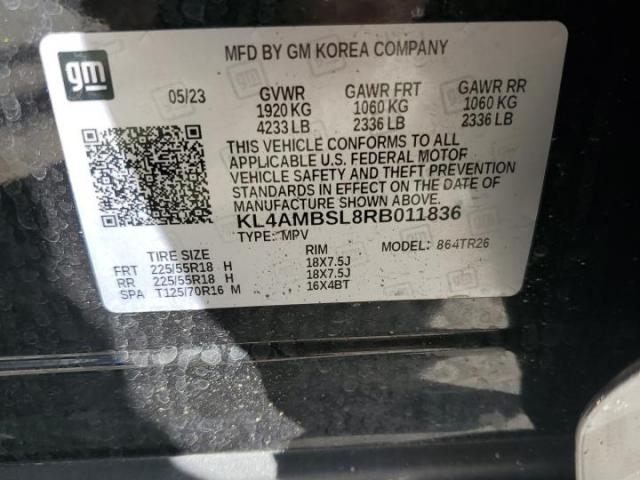 gm
MFD BY GM KOREA COMPANY
05/23 GVWR GAWR FRT GAWR RR
1920 KG 1060 KG 1060 KG
4233 LB 2336 LB 2336 LB
THIS VEHICLE CONFORMS TO ALL
APPLICABLE U.S. FEDERAL MOTOR
VEHICLE SAFETY AND THEFT PREVENTION
STANDARDS IN EFFECT ON THE DATE OF
MANUFACTURE SHOWN ABOVE.
KL4AMBSL8RB011836
TYPE: MPV MODEL: 864TR26
TIRE SIZE RIM
FRT 225/55R18 H 18X7.5J
RR 225/55R18 H 18X7.5J
SPA T125/70R16 M 16X4BT